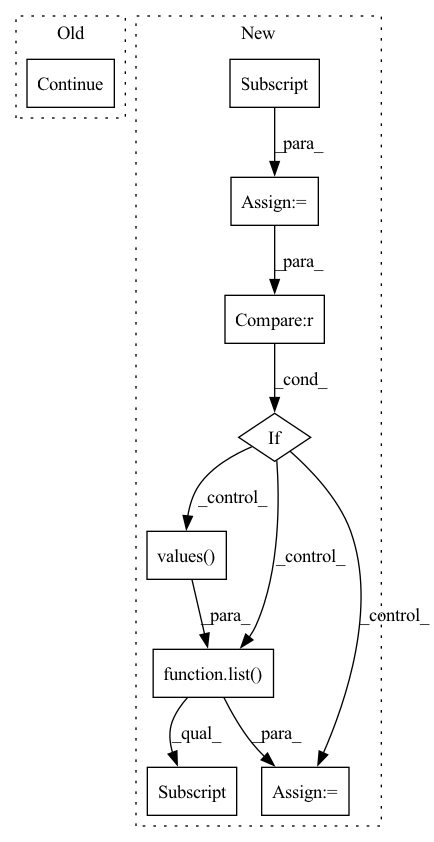 Old
New
Continue
Subscript
_para_
Assign:=
_para_
Compare:r
_cond_
If
_control_
_control_
_control_
values()
_para_
function.list()
_qual_
_para_
Subscript
Assign:=